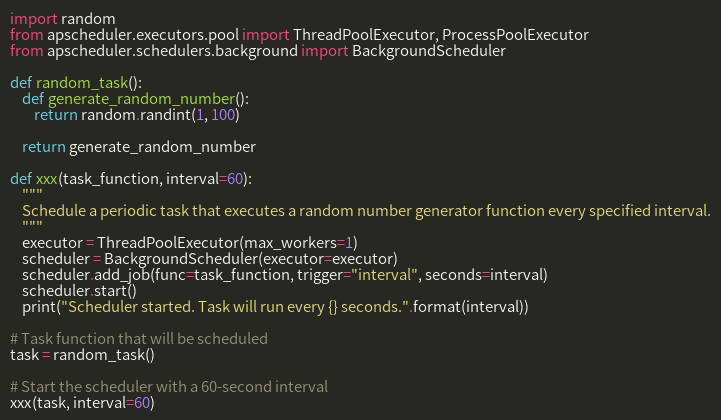 import random
from apscheduler.executors.pool import ThreadPoolExecutor, ProcessPoolExecutor
from apscheduler.schedulers.background import BackgroundScheduler

def random_task():
    def generate_random_number():
        return random.randint(1, 100)

    return generate_random_number

def xxx(task_function, interval=60):
    """
    Schedule a periodic task that executes a random number generator function every specified interval.
    """
    executor = ThreadPoolExecutor(max_workers=1)
    scheduler = BackgroundScheduler(executor=executor)
    scheduler.add_job(func=task_function, trigger="interval", seconds=interval)
    scheduler.start()
    print("Scheduler started. Task will run every {} seconds.".format(interval))

# Task function that will be scheduled
task = random_task()

# Start the scheduler with a 60-second interval
xxx(task, interval=60)